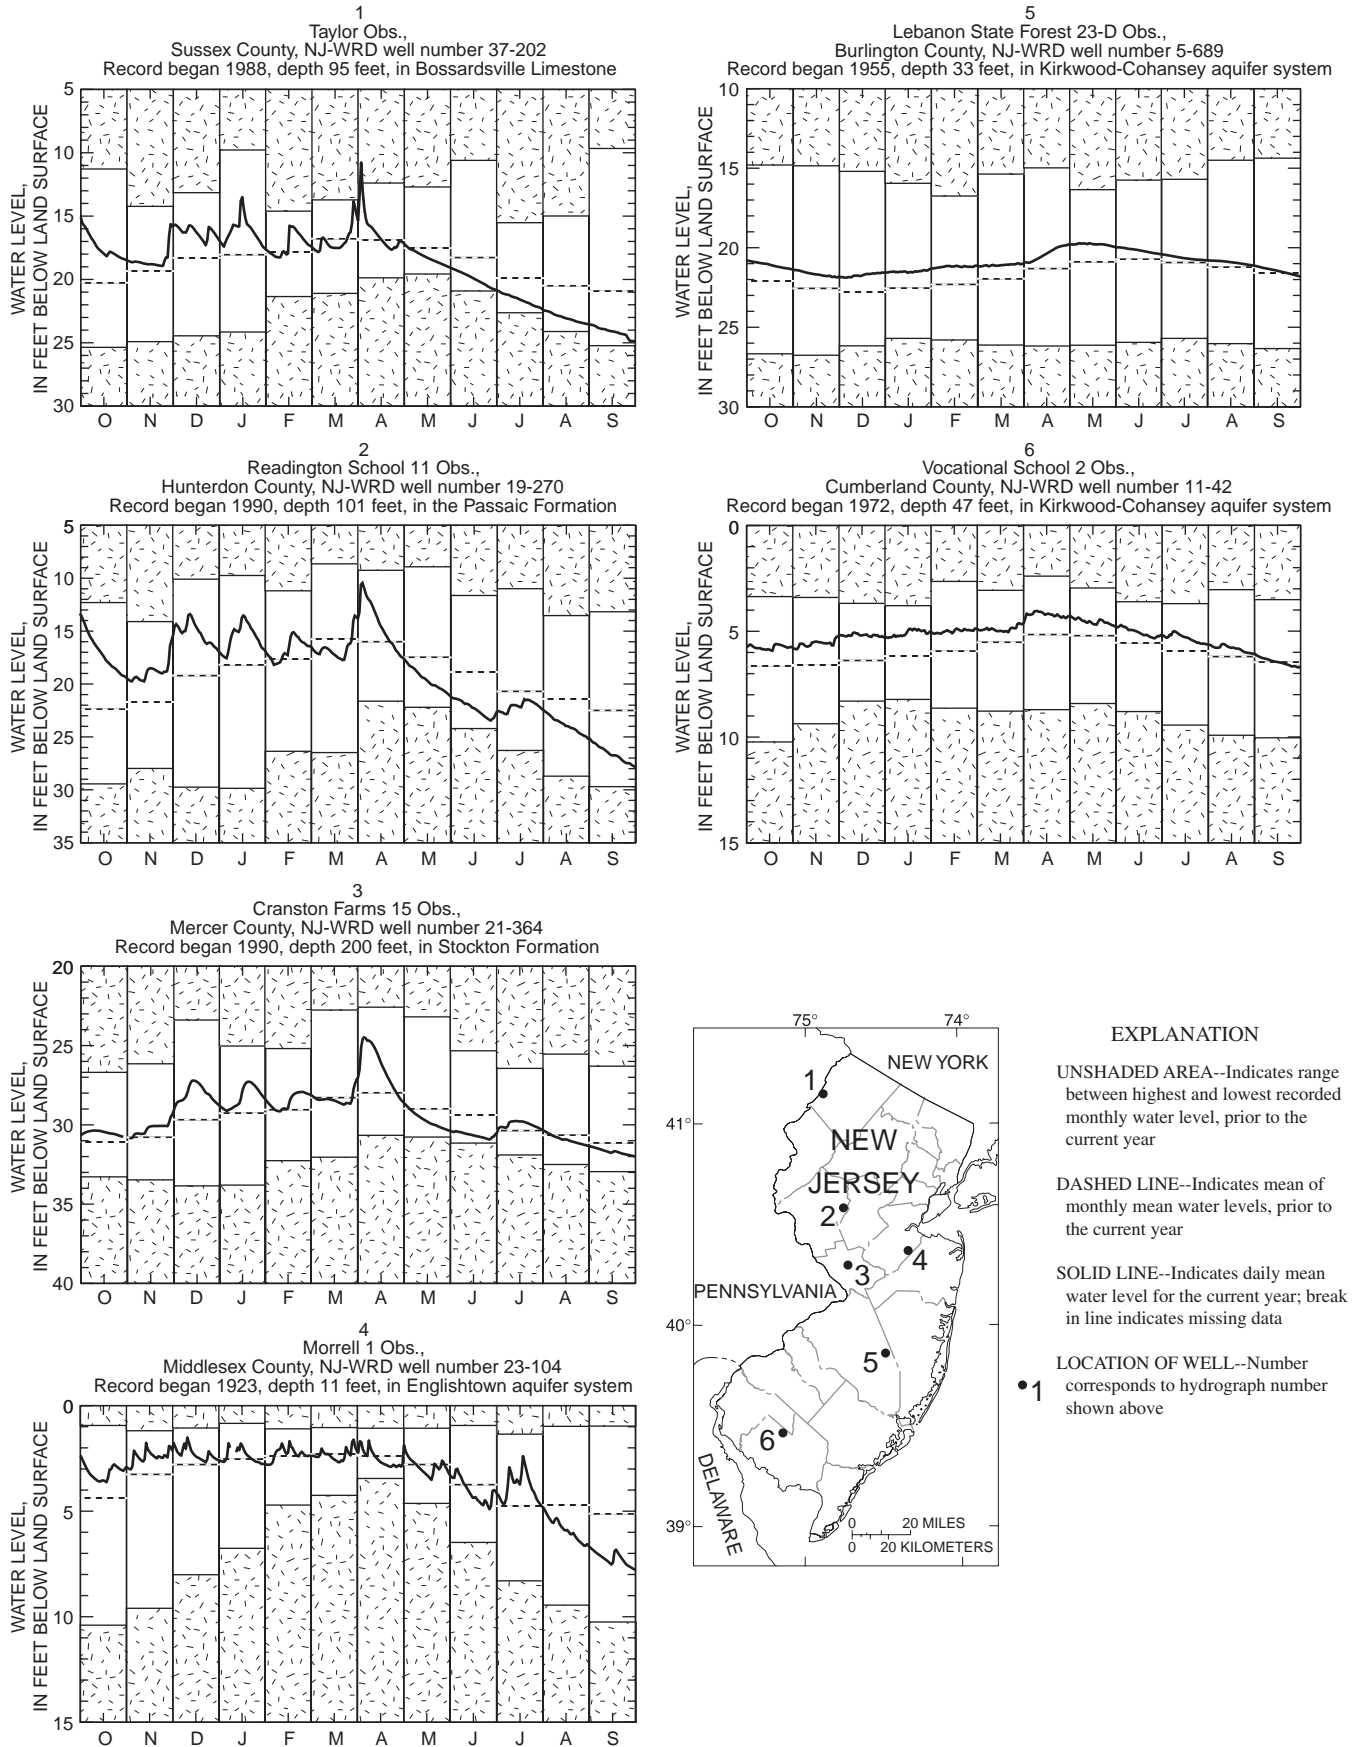 1
Taylor Obs.,
Sussex County, NJ-WRD well number 37-202
Record began 1988, depth 95 feet, in Bossardsville Limestone
WATER LEVEL,
IN FEET BELOW LAND SURFACE
5
10
15
20
25
30
O N D J F M A M J J A S
2
Readington School 11 Obs.,
Hunterdon County, NJ-WRD well number 19-270
Record began 1990, depth 101 feet, in the Passaic Formation
WATER LEVEL,
IN FEET BELOW LAND SURFACE
5
10
15
20
25
30
35
O N D J F M A M J J A S
3
Cranston Farms 15 Obs.,
Mercer County, NJ-WRD well number 21-364
Record began 1990, depth 200 feet, in Stockton Formation
WATER LEVEL,
IN FEET BELOW LAND SURFACE
20
25
30
35
40
O N D J F M A M J J A S
4
Morrell 1 Obs.,
Middlesex County, NJ-WRD well number 23-104
Record began 1923, depth 11 feet, in Englishtown aquifer system
WATER LEVEL,
IN FEET BELOW LAND SURFACE
0
5
10
15
O N D J F M A M J J A S
5
Lebanon State Forest 23-D Obs.,
Burlington County, NJ-WRD well number 5-689
Record began 1955, depth 33 feet, in Kirkwood-Cohansey aquifer system
WATER LEVEL,
IN FEET BELOW LAND SURFACE
10
15
20
25
30
O N D J F M A M J J A S
6
Vocational School 2 Obs.,
Cumberland County, NJ-WRD well number 11-42
Record began 1972, depth 47 feet, in Kirkwood-Cohansey aquifer system
WATER LEVEL,
IN FEET BELOW LAND SURFACE
0
5
10
15
O N D J F M A M J J A S
75° 74°
NEW YORK
1
41°
NEW
JERSEY
2
4
3
PENNSYLVANIA
40°
5
6
DELAWARE
39°
0 20 MILES
0 20 KILOMETERS
EXPLANATION
UNSHADED AREA--Indicates range
between highest and lowest recorded
monthly water level, prior to the
current year
DASHED LINE--Indicates mean of
monthly mean water levels, prior to
the current year
SOLID LINE--Indicates daily mean
water level for the current year; break
in line indicates missing data
LOCATION OF WELL--Number
1 corresponds to hydrograph number
shown above